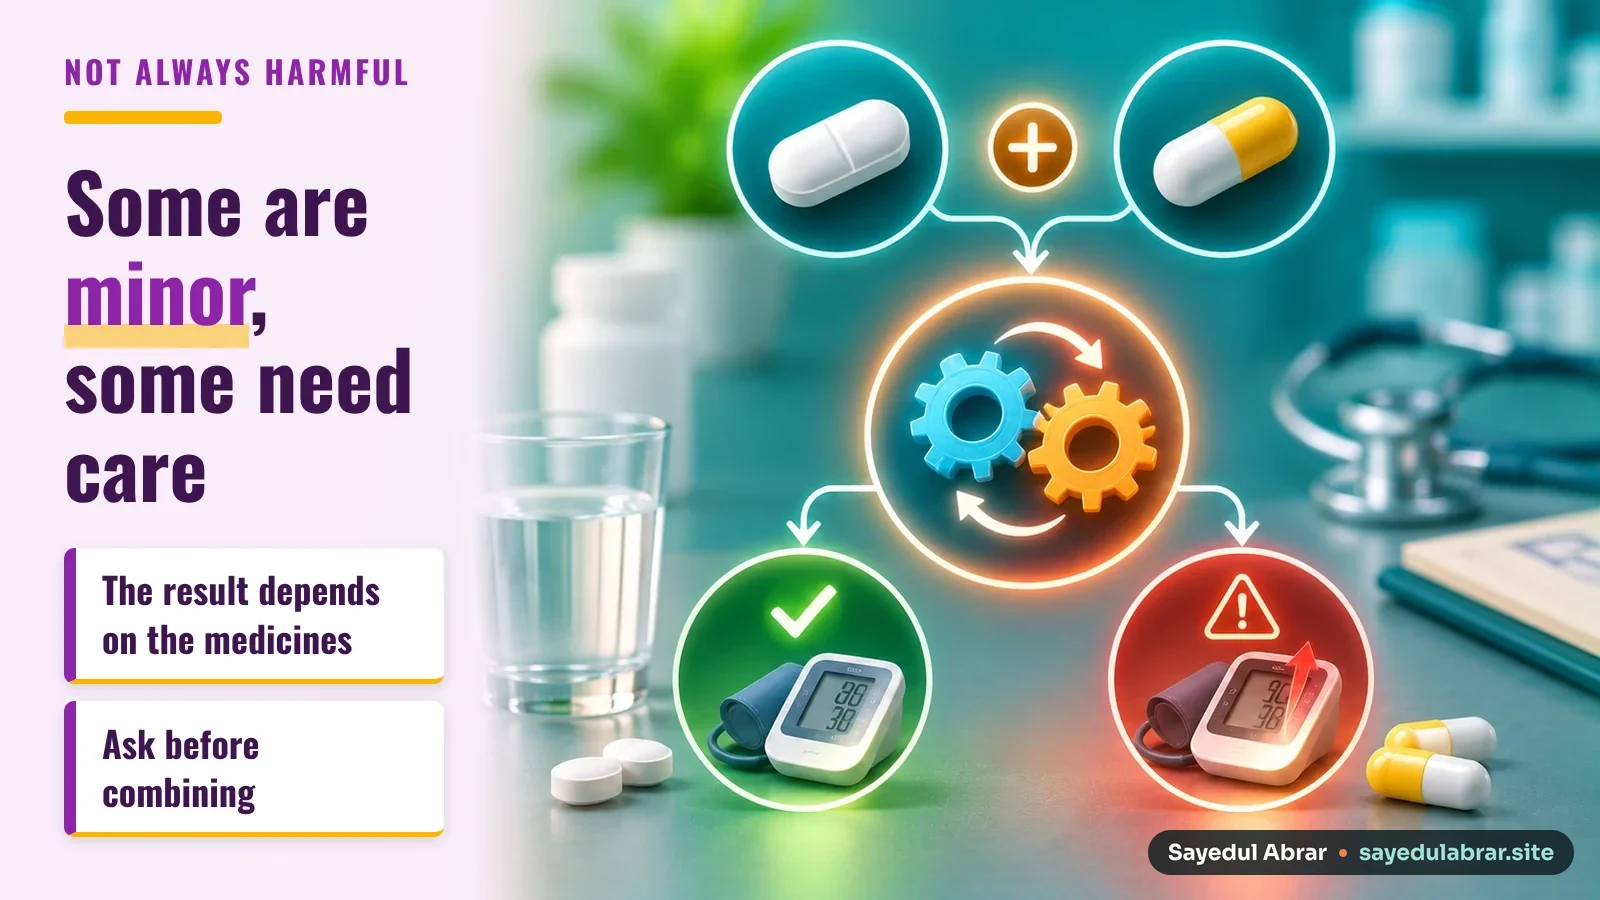 NOT ALWAYS HARMFUL
Some are
minor,
some need
care
The result depends
on the medicines
Ask before
combining
Sayedul Abrar • sayedulabrar.site